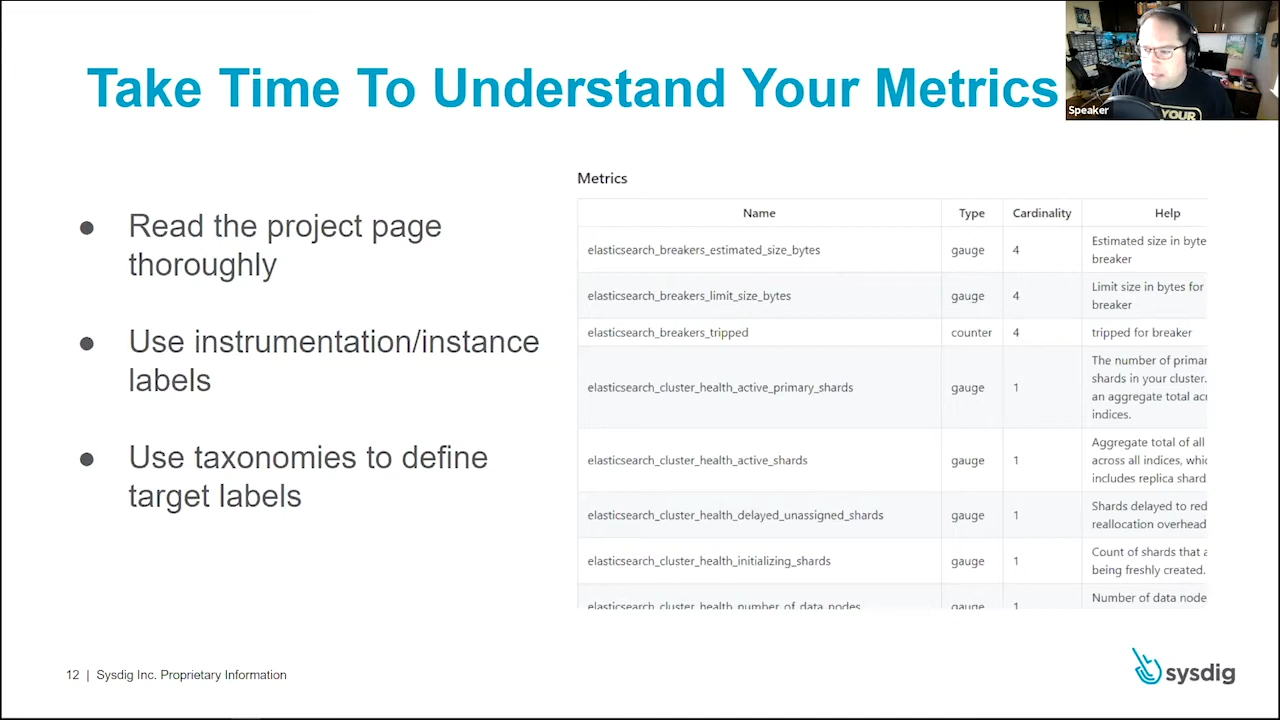 Take Time To Understand Your Metrics
Speaker
YOUR
● Read the project page
thoroughly
● Use instrumentation/instance
labels
● Use taxonomies to define
target labels
Metrics
Name Type Cardinality Help
elasticsearch_breakers_estimated_size_bytes gauge 4 Estimated size in byte
breaker
elasticsearch_breakers_limit_size_bytes gauge 4 Limit size in bytes for
breaker
elasticsearch_breakers_tripped counter 4 tripped for breaker
elasticsearch_cluster_health_active_primary_shards gauge 1 The number of primar
shards in your cluster.
an aggregate total acr
indices.
elasticsearch_cluster_health_active_shards gauge 1 Aggregate total of all
across all indices, whic
includes replica shard
elasticsearch_cluster_health_delayed_unassigned_shards gauge 1 Shards delayed to red
reallocation overhead
elasticsearch_cluster_health_initializing_shards gauge 1 Count of shards that a
being freshly created.
elasticsearch_cluster_health_number_of_data_nodes gauge 1 Number of data node
12 | Sysdig Inc. Proprietary Information
sysdig